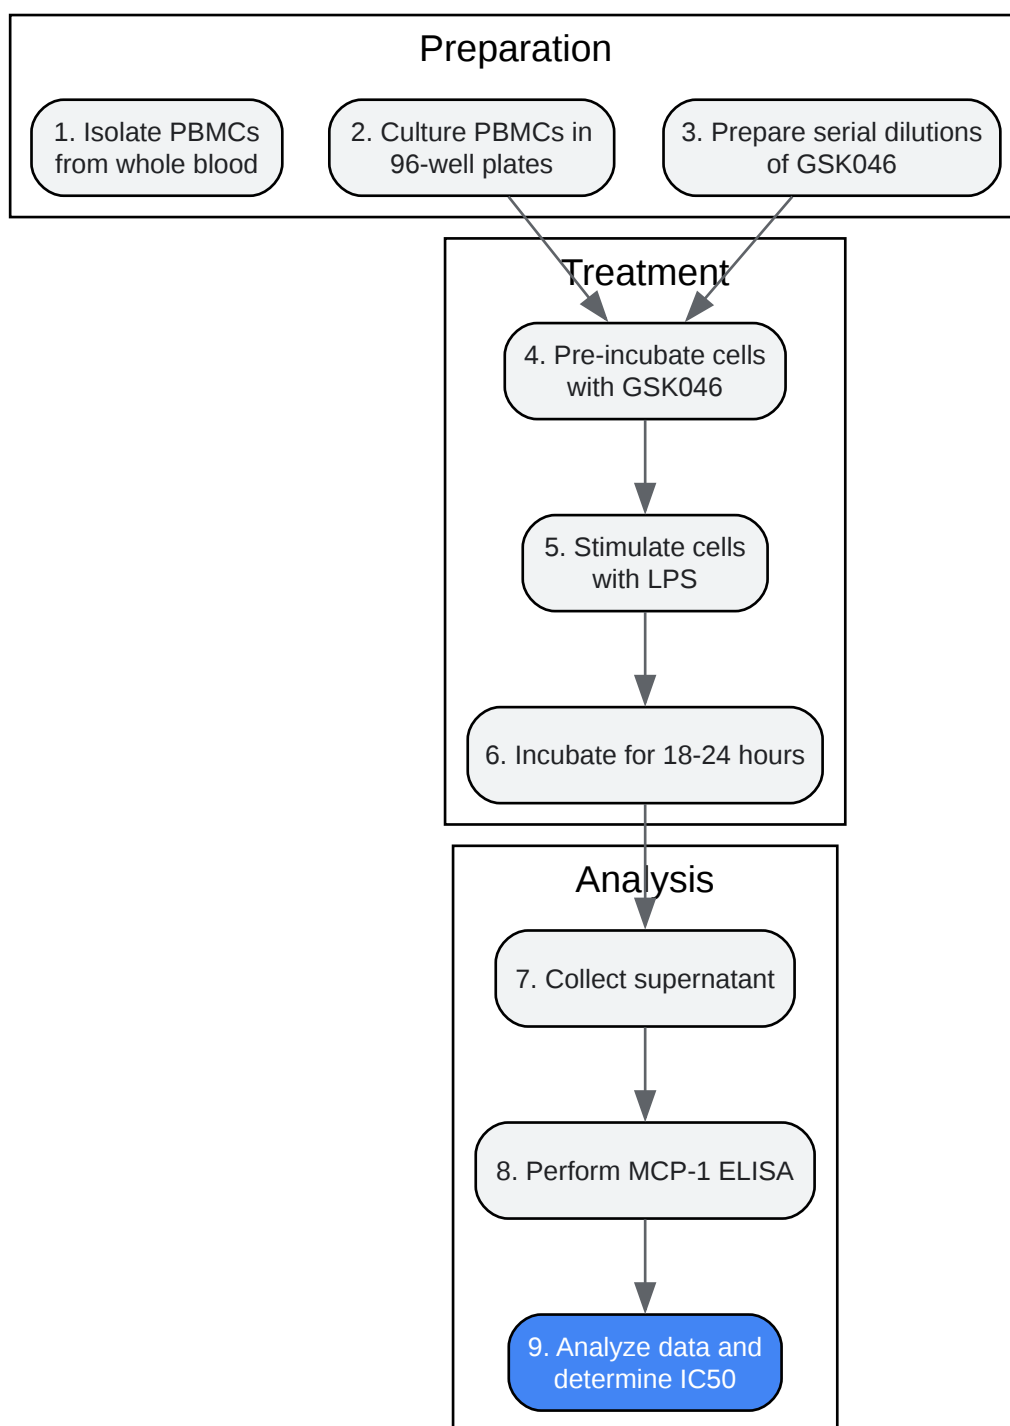 Preparation
1. Isolate PBMCs
from whole blood
2. Culture PBMCs in
96-well plates
3. Prepare serial dilutions
of GSK046
Treatment
4. Pre-incubate cells
with GSK046
5. Stimulate cells
with LPS
6. Incubate for 18-24 hours
Analysis
7. Collect supernatant
8. Perform MCP-1 ELISA
9. Analyze data and
determine IC50